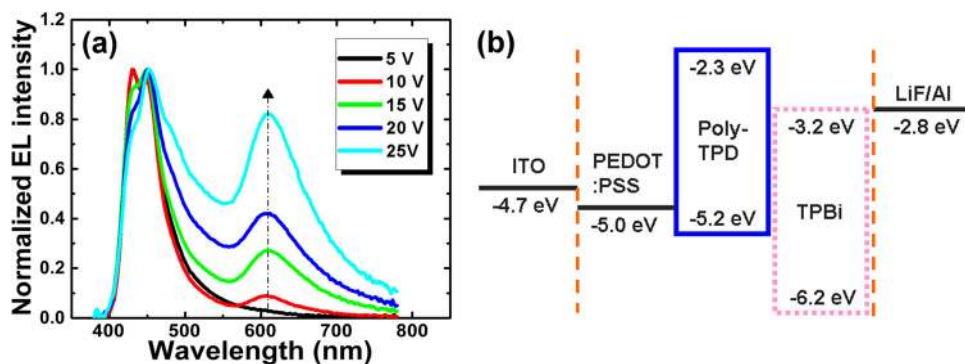 (a)
Normalized EL intensity
1.2
1.0
0.8
0.6
0.4
0.2
0.0
400
500
600
700
800
Wavelength (nm)
5 V
10 V
15 V
20 V
25V
(b)
ITO
-4.7 eV
PEDOT
:PSS
-5.0 eV
-2.3 eV
Poly-
TPD
-5.2 eV
-3.2 eV
TPBi
-6.2 eV
LiF/Al
-2.8 eV